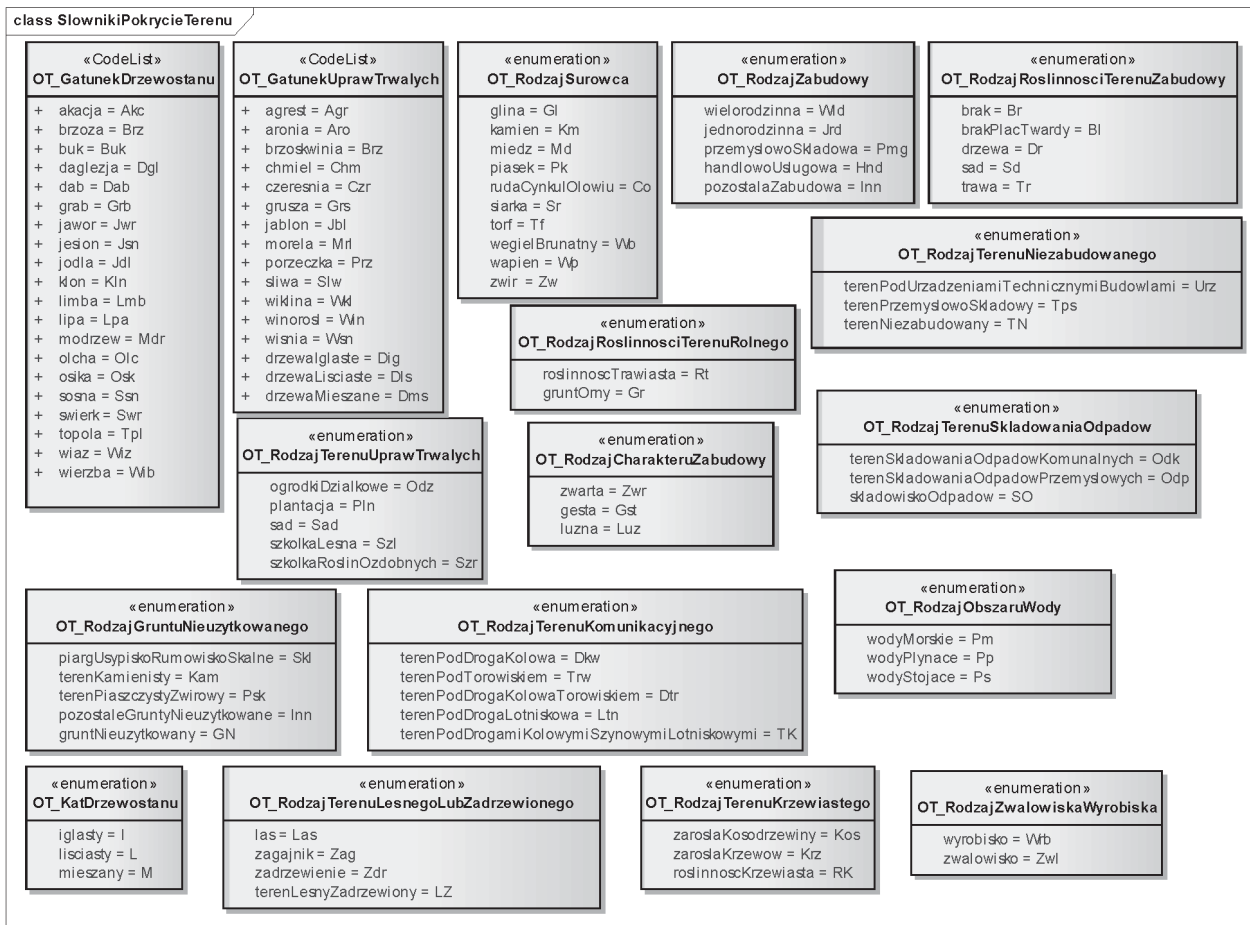 class SlownikiPokrycieTerenu
«CodeList»
OT_GatunekDrzewostanu
+ akacja = Akc
+ brzoza = Brz
+ buk = Buk
+ daglezja = Dgl
+ dab = Dab
+ grab = Grb
+ jawor = Jwr
+ jesion = Jsn
+ jodla = Jdl
+ klon = Kln
+ limba = Lmb
+ lipa = Lpa
+ modrzew = Mdr
+ olcha = Olc
+ osika = Osk
+ sosna = Ssn
+ swierk = Swr
+ topola = Tpl
+ wiaz = Wiz
+ wierzba = Wib
«CodeList»
OT_GatunekUprawTrwalych
+ agrest = Agr
+ aronia = Aro
+ brzoskwinia = Brz
+ chmiel = Chm
+ czeresnia = Czr
+ grusza = Grs
+ jablon = Jbl
+ morela = Mrl
+ porzeczka = Prz
+ sliwa = Slw
+ wiklina = Wkl
+ winorosl = Win
+ wisnia = Wsn
+ drzewaIglaste = Dig
+ drzewaLisciaste = Dls
+ drzewaMieszane = Dms
«enumeration»
OT_RodzajSurowca
glina = Gl
kamien = Km
miedz = Md
piasek = Pk
rudaCynkuIOlowiu = Co
siarka = Sr
torf = Tf
wegielBrunatny = Wb
wapien = Wp
zwir = Zw
«enumeration»
OT_RodzajZabudowy
wielorodzinna = Wld
jednorodzinna = Jrd
przemyslowoSkladowa = Pmg
handlowoUslugowa = Hnd
pozostalaZabudowa = Inn
«enumeration»
OT_RodzajRoslinnosciTerenuZabudowy
brak = Br
brakPlacTwardy = Bl
drzewa = Dr
sad = Sd
trawa = Tr
«enumeration»
OT_RodzajTerenuNiezabudowanego
terenPodUrzadzeniamiTechnicznymiBudowlami = Urz
terenPrzemyslowoSkladowy = Tps
terenNiezabudowany = TN
«enumeration»
OT_RodzajRoslinnosciTerenuRolnego
roslinnoscTrawiasta = Rt
gruntOrny = Gr
«enumeration»
OT_RodzajTerenuSkladowaniaOdpadow
terenSkladowaniaOdpadowKomunalnych = Odk
terenSkladowaniaOdpadowPrzemyslowych = Odp
skladowiskoOdpadow = SO
«enumeration»
OT_RodzajTerenuUprawTrwalych
ogrodkiDzialkowe = Odz
plantacja = Pln
sad = Sad
szkolkaLesna = Szl
szkolkaRoslinOzdobnych = Szr
«enumeration»
OT_RodzajCharakteruZabudowy
zwarta = Zwr
gesta = Gst
luzna = Luz
«enumeration»
OT_RodzajGruntuNieuzytkowanego
piargUsypiskoRumowiskoSkalne = Skl
terenKamienisty = Kam
terenPiaszczystyZwirowy = Psk
pozostaleGruntyNieuzytkowane = Inn
gruntNieuzytkowany = GN
«enumeration»
OT_RodzajTerenuKomunikacyjnego
terenPodDrogaKolowa = Dkw
terenPodTorowiskiem = Trw
terenPodDrogaKolowaTorowiskiem = Dtr
terenPodDrogaLotniskowa = Ltn
terenPodDrogamiKolowymiSzynowymiLotniskowymi = TK
«enumeration»
OT_RodzajObszaruWody
wodyMorskie = Pm
wodyPlynace = Pp
wodyStojace = Ps
«enumeration»
OT_KatDrzewostanu
iglasty = I
lisciasty = L
mieszany = M
«enumeration»
OT_RodzajTerenuLesnegoLubZadrzewionego
las = Las
zagajnik = Zag
zadrzewienie = Zdr
terenLesnyZadrzewiony = LZ
«enumeration»
OT_RodzajTerenuKrzewiastego
zaroslaKosodrzewiny = Kos
zaroslaKrzewow = Krz
roslinnoscKrzewiasta = RK
«enumeration»
OT_RodzajZwalowiskaWyrobiska
wyrobisko = Wrb
zwalowisko = Zwl